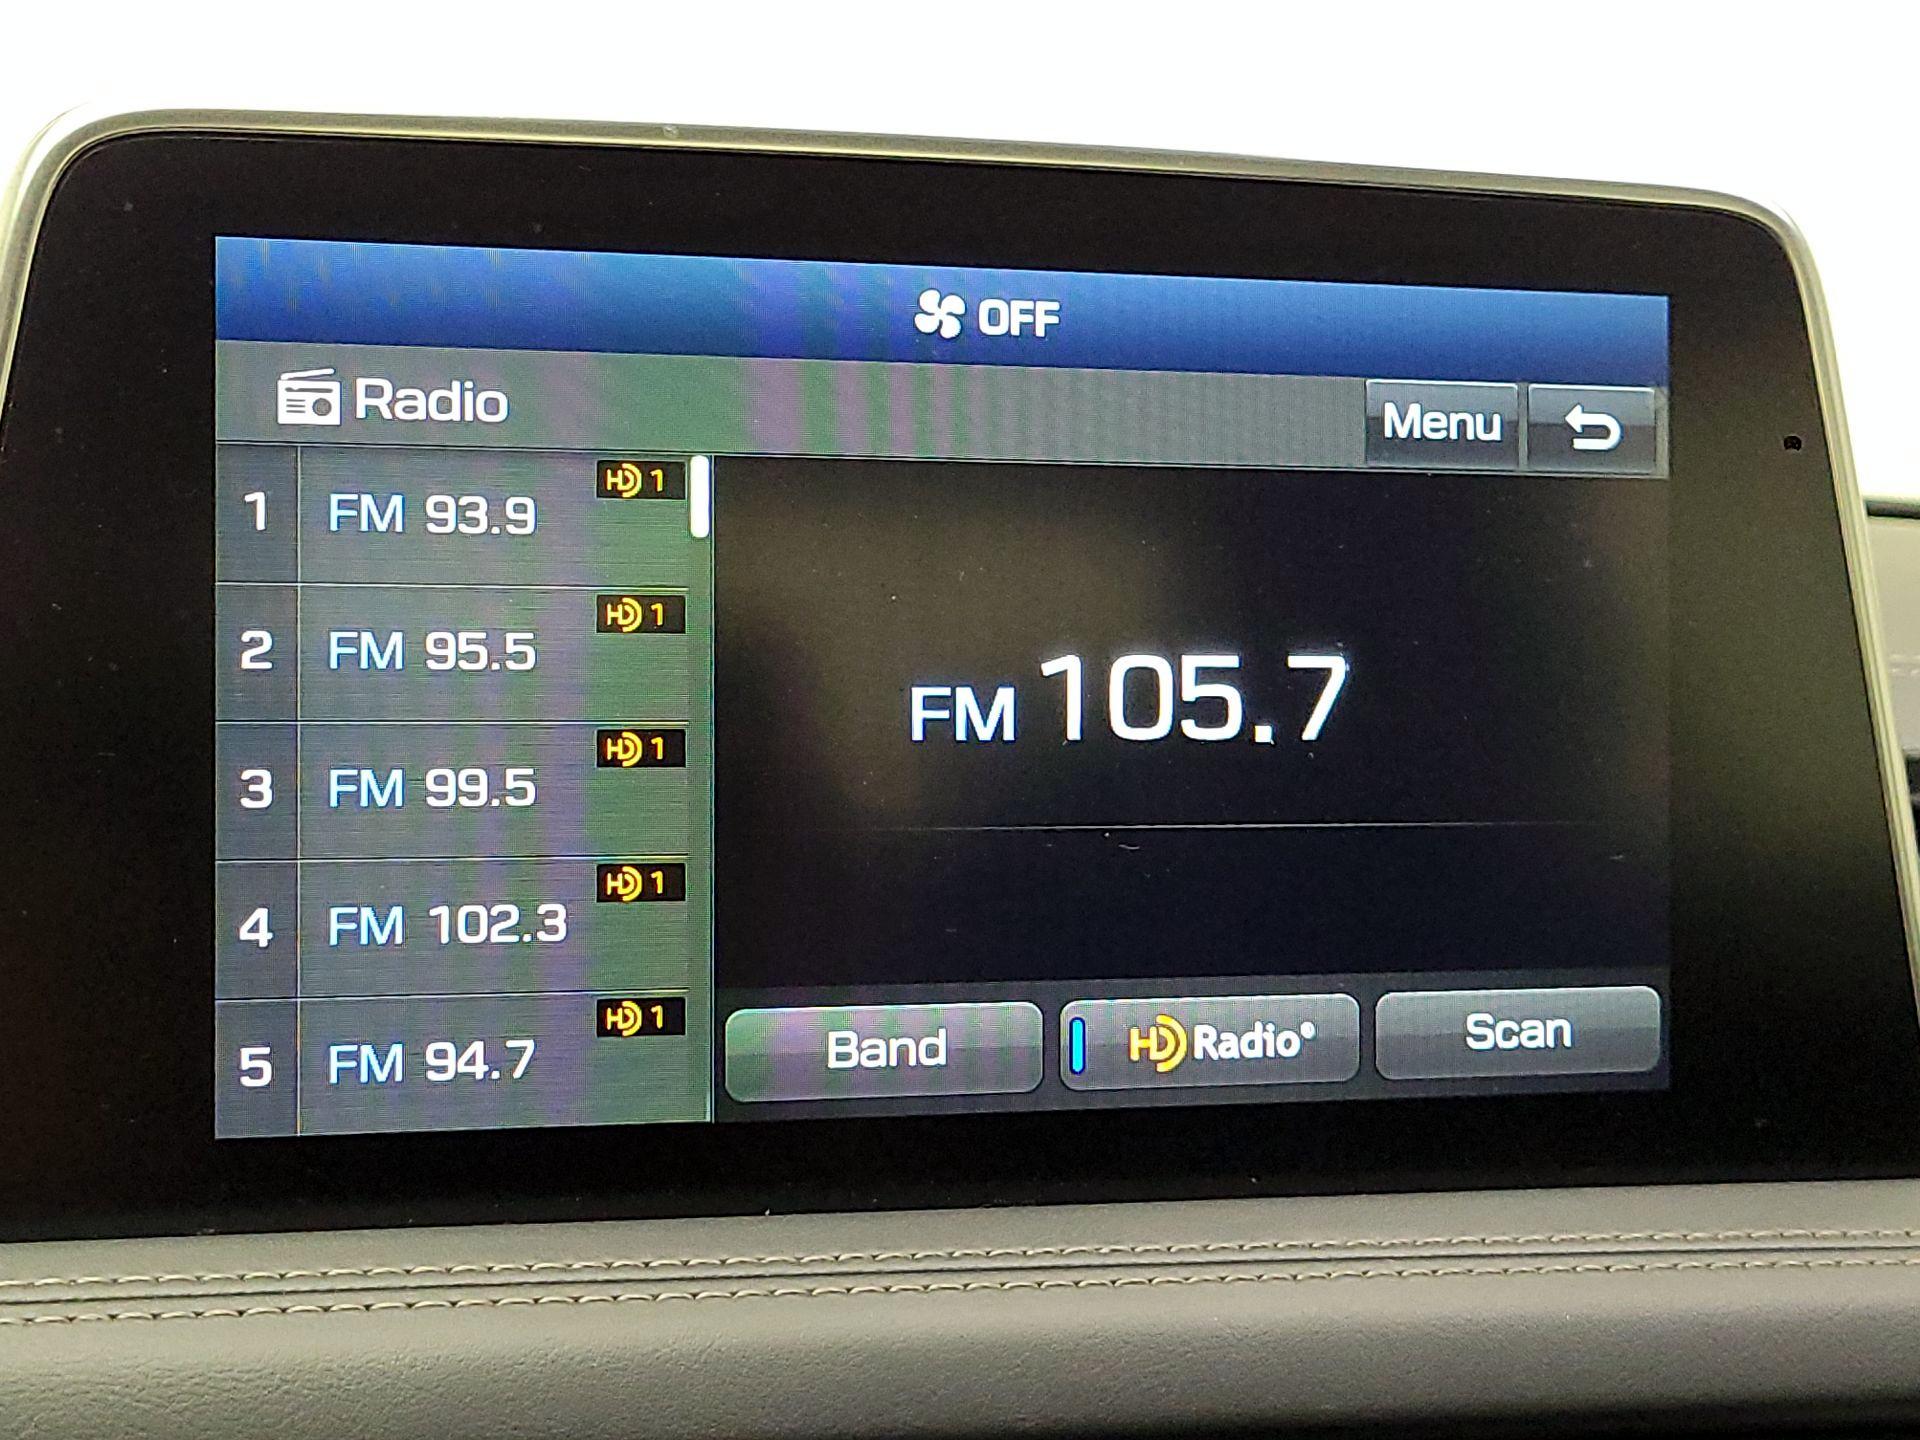 OFF
Radio
Menu
1 FM 93.9 HD 1
2 FM 95.5 HD 1
3 FM 99.5 HD 1
4 FM 102.3 HD 1
5 FM 94.7 HD 1
FM 105.7
Band
HD Radio®
Scan